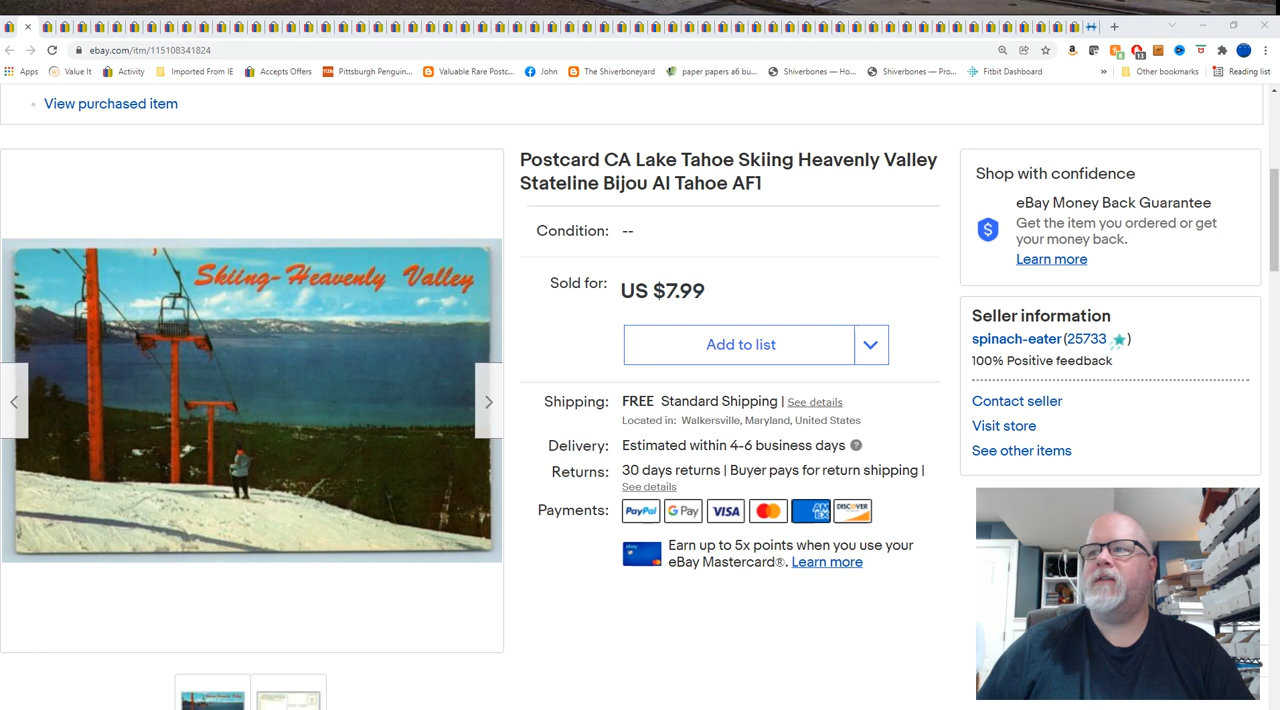 ebay.com/itm/115108341824
Apps
Value It
Activity
Imported From IE
Accepts Offers
Pittsburgh Penguin...
Valuable Rare Postc...
John
The Shiverboneyard
paper papers a6 bu...
Shiverbones — Ho...
Shiverbones — Pro...
Fitbit Dashboard
»
Other bookmarks
Reading list
View purchased item
Skiing-Heavenly Valley
Postcard CA Lake Tahoe Skiing Heavenly Valley
Stateline Bijou Al Tahoe AF1
Condition: --
Sold for: US $7.99
Add to list
Shipping: FREE Standard Shipping | See details
Located in: Walkersville, Maryland, United States
Delivery: Estimated within 4-6 business days
Returns: 30 days returns | Buyer pays for return shipping |
See details
Payments: PayPal G Pay VISA AM EX DISCOVER
Earn up to 5x points when you use your
eBay Mastercard®. Learn more
Shop with confidence
eBay Money Back Guarantee
Get the item you ordered or get
your money back.
Learn more
Seller information
spinach-eater (25733)
100% Positive feedback
Contact seller
Visit store
See other items